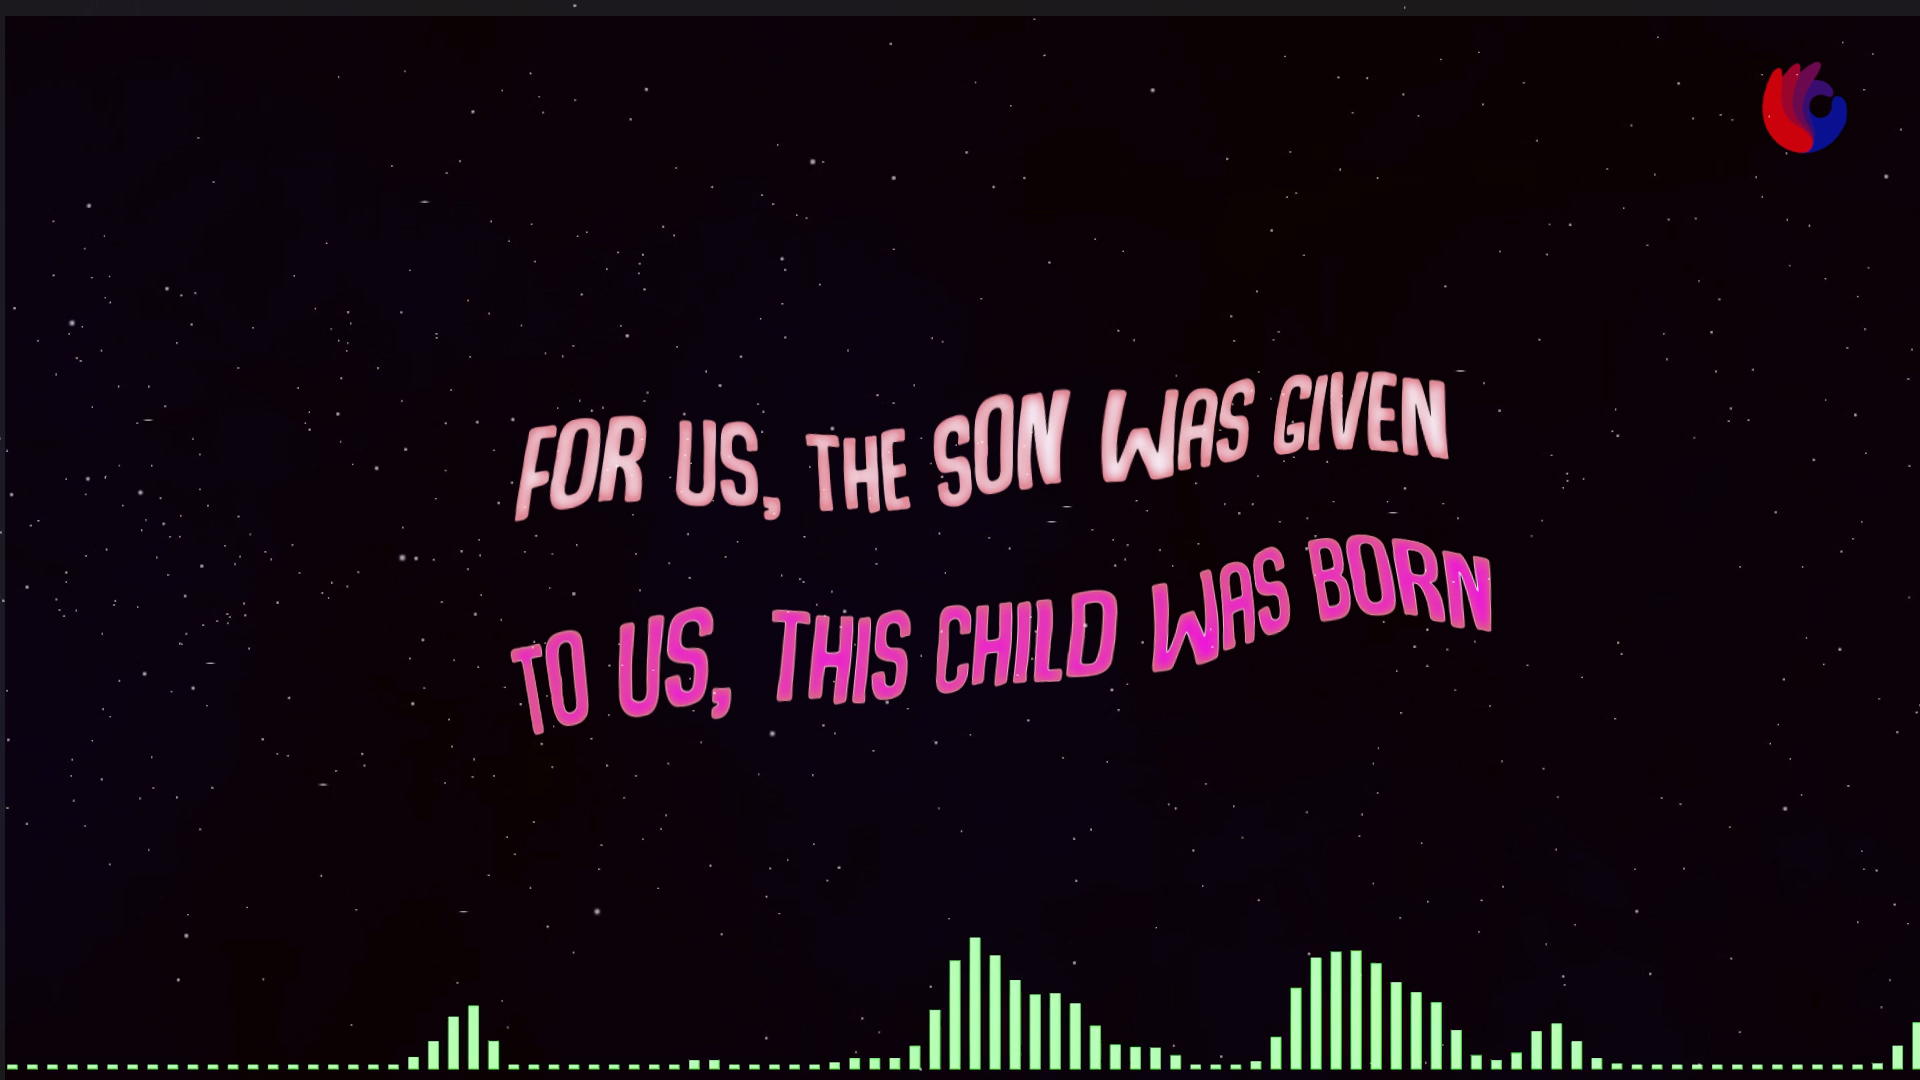 FOR US, THE SON WAS GIVEN
TO US, THIS CHILD WAS BORN